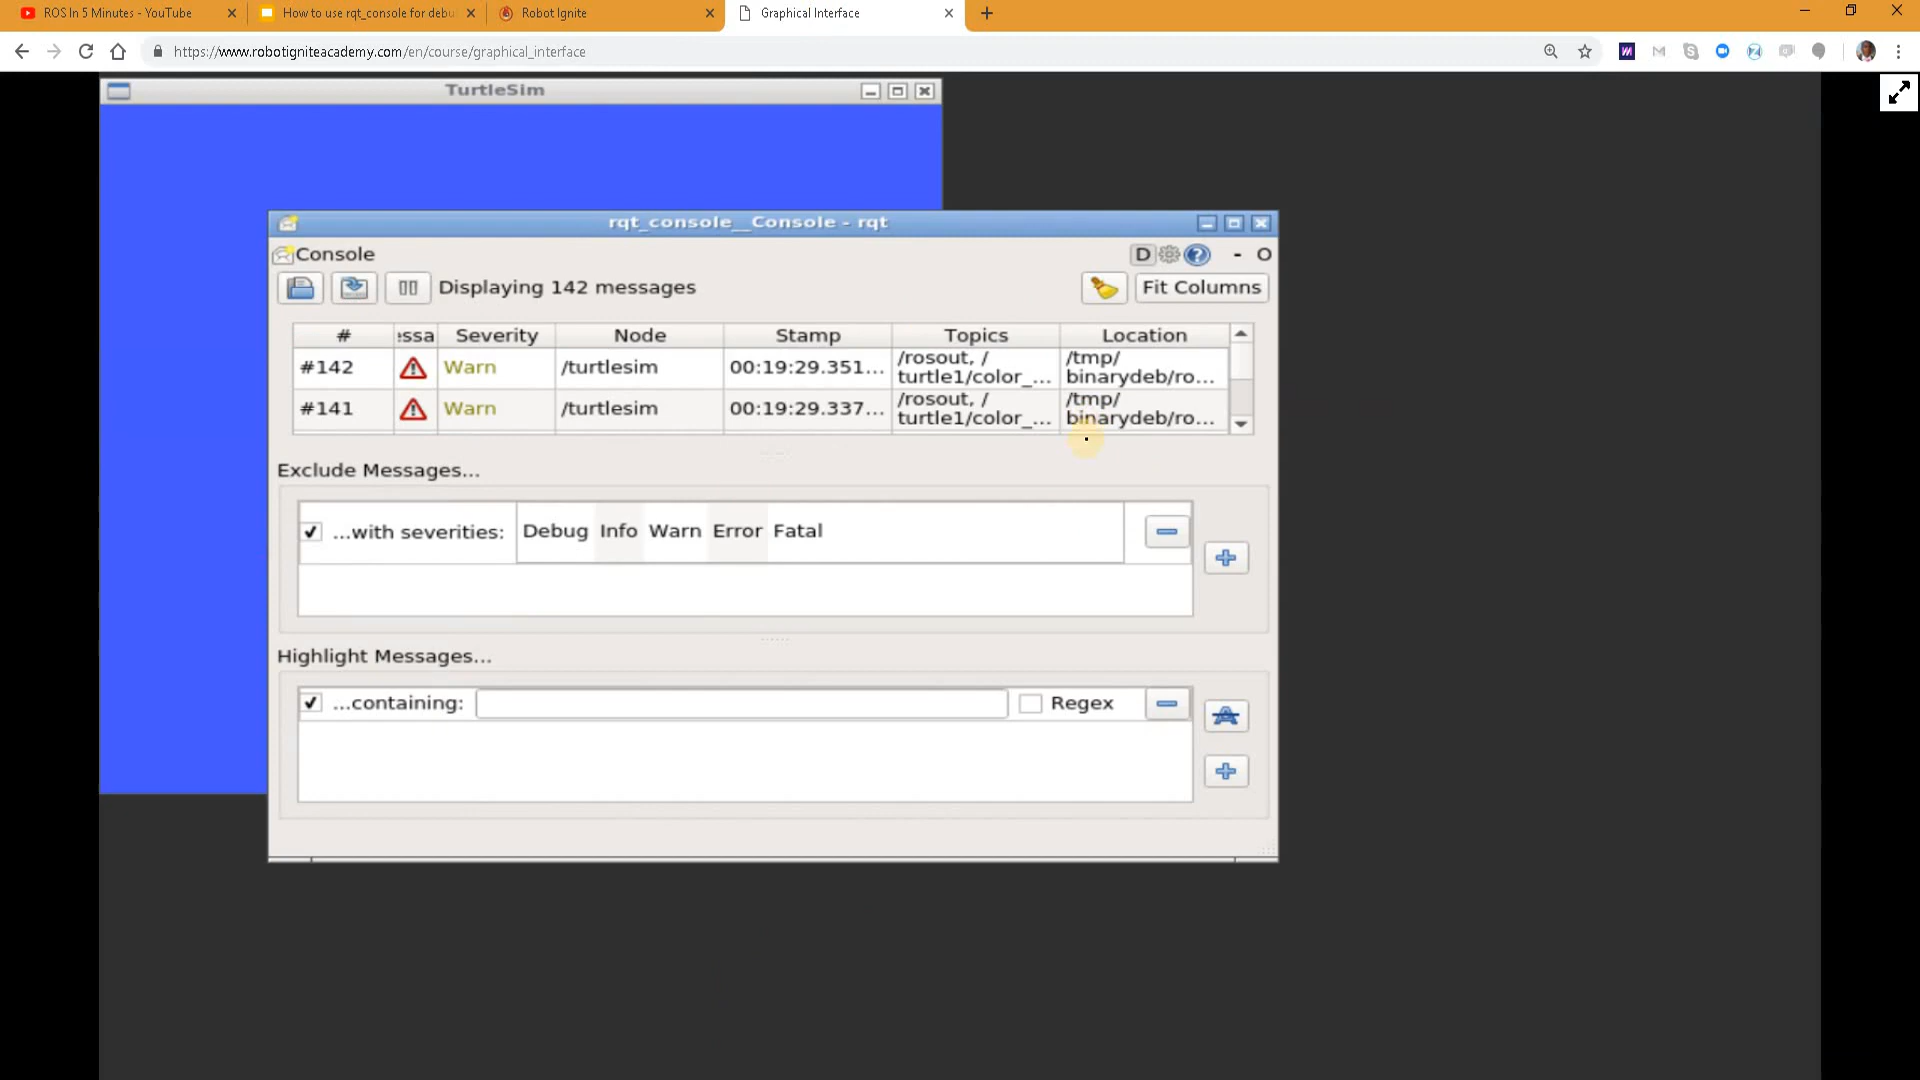 ROS In 5 Minutes - YouTube
How to use rqt_console for debu
Robot Ignite
Graphical Interface
https://www.robotigniteacademy.com/en/course/graphical_interface
TurtleSim
rqt_console__Console - rqt
Console
D
- O
Displaying 142 messages
Fit Columns
# essa Severity Node Stamp Topics Location
#142 Warn /turtlesim 00:19:29.351... /rosout, / /tmp/
turtle1/color_... binarydeb/ro...
#141 Warn /turtlesim 00:19:29.337... /rosout, / /tmp/
turtle1/color_... binarydeb/ro...
Exclude Messages...
...with severities: Debug Info Warn Error Fatal
Highlight Messages...
...containing: Regex